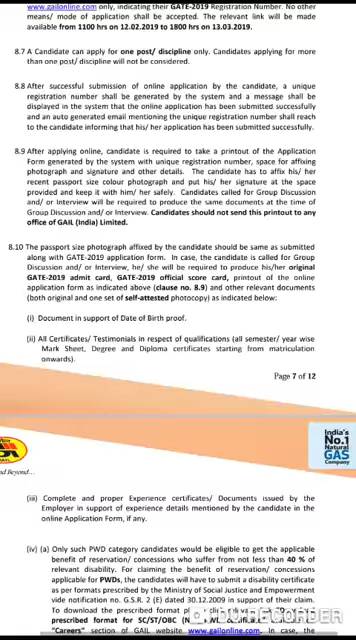 www.gailonline.com only, indicating their GATE-2019 Registration Number. No other
means/ mode of application shall be accepted. The relevant link will be made
available from 1100 hrs on 12.02.2019 to 1800 hrs on 13.03.2019.
8.7 A Candidate can apply for one post/ discipline only. Candidates applying for more
than one post/ discipline will not be considered.
8.8 After successful submission of online application by the candidate, a unique
registration number shall be generated by the system and a message shall be
displayed in the system that the online application has been submitted successfully
and an auto generated email mentioning the unique registration number shall reach
to the candidate informing that his/ her application has been submitted successfully.
8.9 After applying online, candidate is required to take a printout of the Application
Form generated by the system with unique registration number, space for affixing
photograph and signature and other details. The candidate has to affix his/ her
recent passport size colour photograph and put his/ her signature at the space
provided and keep it with him/ her safely. Candidates called for Group Discussion
and/ or Interview will be required to produce the same documents at the time of
Group Discussion and/ or Interview. Candidates should not send this printout to any
office of GAIL (India) Limited.
8.10 The passport size photograph affixed by the candidate should be same as submitted
along with GATE-2019 application form. In case, the candidate is called for Group
Discussion and/ or Interview, he/ she will be required to produce his/her original
GATE-2019 admit card, GATE-2019 official score card, printout of the online
application form as indicated above (clause no. 8.9) and other relevant documents
(both original and one set of self-attested photocopy) as indicated below:
(i) Document in support of Date of Birth proof.
(ii) All Certificates/ Testimonials in respect of qualifications (all semester/ year wise
Mark Sheet, Degree and Diploma certificates starting from matriculation
onwards).
Page 7 of 12
India's
No.1
Natural
GAS
Company
nd Beyond...
(iii) Complete and proper Experience certificates/ Documents issued by the
Employer in support of experience details mentioned by the candidate in the
online Application Form, if any.
(iv) (a) Only such PWD category candidates would be eligible to get the applicable
benefit of reservation/ concessions who suffer from not less than 40 % of
relevant disability. For claiming the benefit of reservation/ concessions
applicable for PWDs, the candidates will have to submit a disability certificate
as per formats prescribed by the Ministry of Social Justice and Empowerment
vide notification no. G.S.R. 2 (E) dated 30.12.2009 in support of their claim.
To download the prescribed format
prescribed format for SC/ST/OBC
"Careers" section of GAIL website www.gailonline.com. In case, the
RECORDER